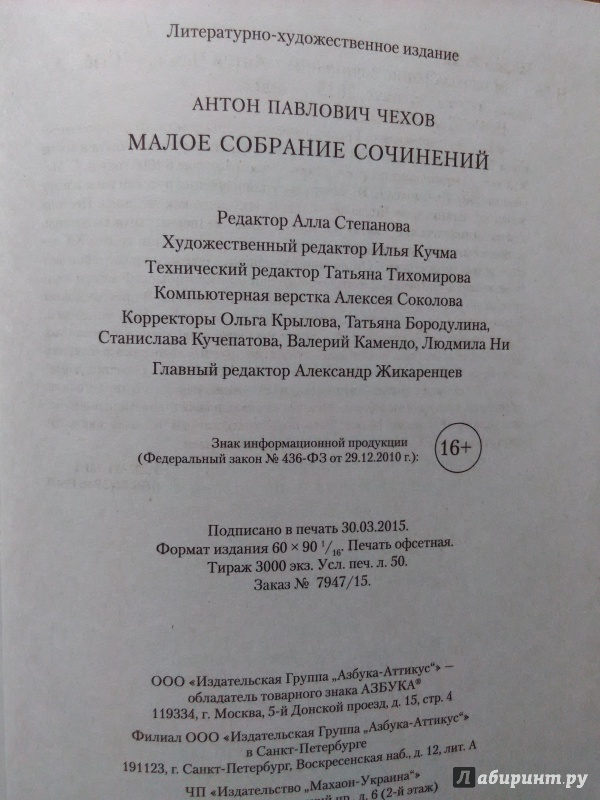 Литературно-художественное издание
АНТОН ПАВЛОВИЧ ЧЕХОВ
МАЛОЕ СОБРАНИЕ СОЧИНЕНИЙ
Редактор Алла Степанова
Художественный редактор Илья Кучма
Технический редактор Татьяна Тихомирова
Компьютерная верстка Алексея Соколова
Корректоры Ольга Крылова, Татьяна Бородулина,
Станислава Кучепатова, Валерий Камендо, Людмила Ни
Главный редактор Александр Жикаренцев
Знак информационной продукции
(Федеральный закон № 436-ФЗ от 29.12.2010 г.):
16+
Подписано в печать 30.03.2015.
Формат издания 60 × 90 1/16. Печать офсетная.
Тираж 3000 экз. Усл. печ. л. 50.
Заказ № 7947/15.
ООО «Издательская Группа „Азбука-Аттикус“» —
обладатель товарного знака АЗБУКА®
119334, г. Москва, 5-й Донской проезд, д. 15, стр. 4
Филиал ООО «Издательская Группа „Азбука-Аттикус“»
в Санкт-Петербурге
191123, г. Санкт-Петербург, Воскресенская наб., д. 12, лит. А
ЧП «Издательство „Махаон-Украина“»
пр., д. 6 (2-й этаж)
Лабиринт.ру